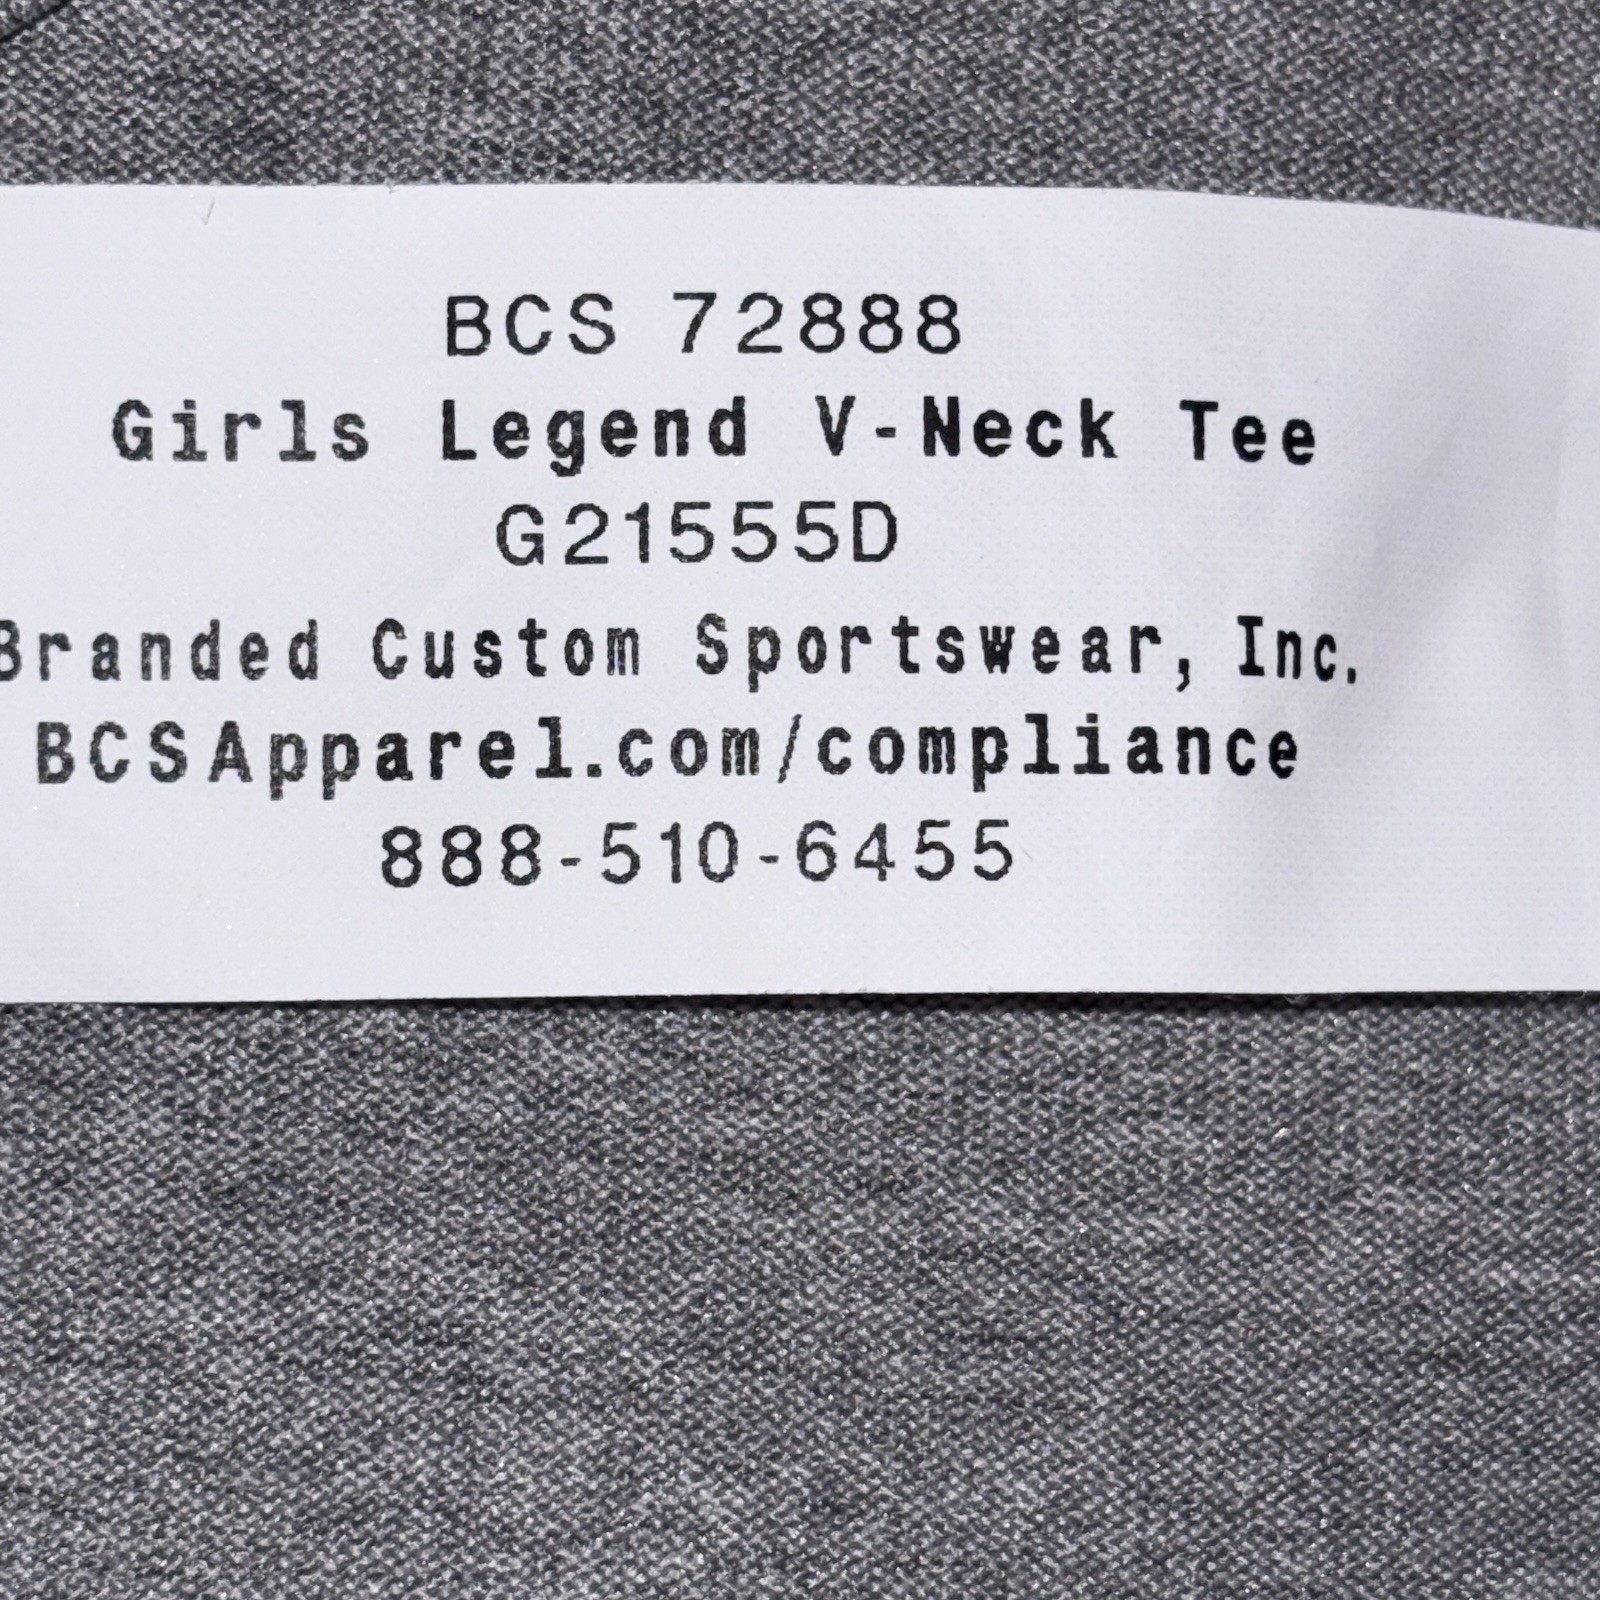 BCS 72888
Girls Legend V-Neck Tee
G21555D
Branded Custom Sportswear, Inc.
BCSApparel.com/compliance
888-510-6455